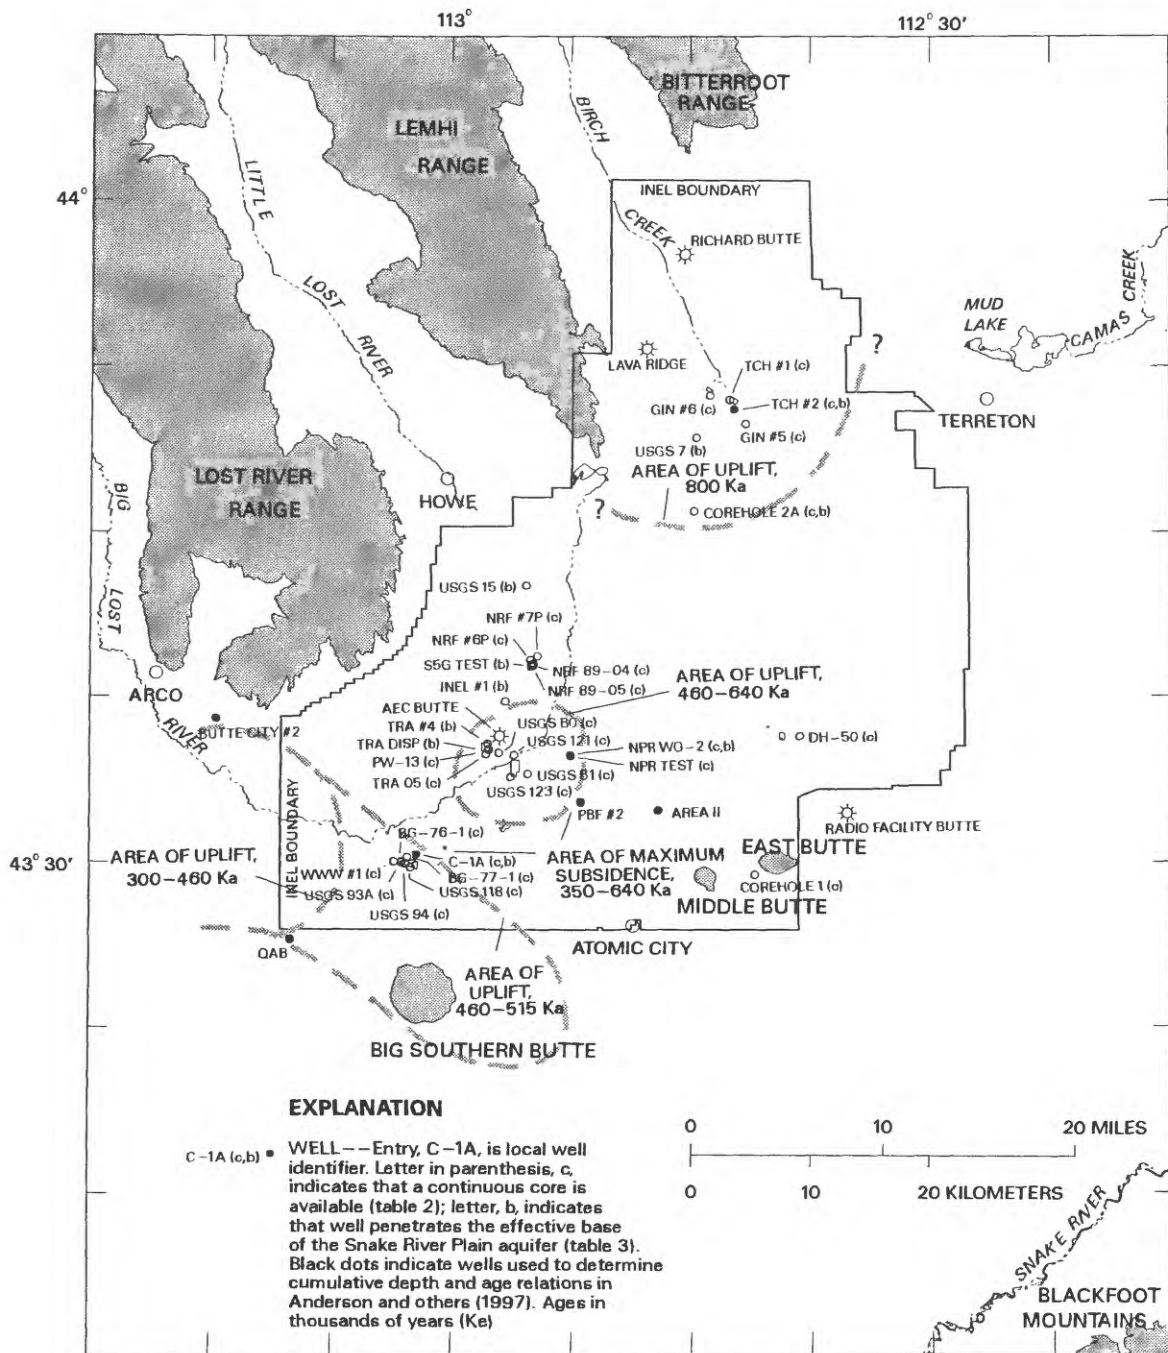 113°
112° 30'
BITTERROOT
RANGE
LEMHI
RANGE
BIRCH
CREEK
LITTLE
LOST
RIVER
44°
INEL BOUNDARY
RICHARD BUTTE
MUD
LAKE
CAMAS CREEK
LAVA RIDGE
?
TCH #1 (c)
GIN #6 (c)
TCH #2 (c,b)
GIN #5 (c)
TERRETON
USGS 7 (b)
AREA OF UPLIFT,
800 Ka
LOST RIVER
RANGE
HOWE
?
COREHOLE 2A (c,b)
BIG
LOST
RIVER
USGS 15 (b)
NRF #7P (c)
NRF #6P (c)
S5G TEST (b)
NRF 89-04 (c)
NRF 89-05 (c)
AREA OF UPLIFT,
460-640 Ka
ARCO
INEL #1 (b)
AEC BUTTE
BUTTE CITY #2
TRA #4 (b)
USGS 80 (c)
USGS 121 (c)
DH-50 (c)
TRA DISP (b)
NPR WO-2 (c,b)
PW-13 (c)
NPR TEST (c)
TRA 05 (c)
USGS 81 (c)
USGS 123 (c)
PBF #2
AREA II
RADIO FACILITY BUTTE
INEL BOUNDARY
BG-76-1 (c)
43° 30'
AREA OF UPLIFT,
300-460 Ka
C-1A (c,b)
AREA OF MAXIMUM
SUBSIDENCE,
350-640 Ka
EAST BUTTE
WWW #1 (c)
BG-77-1 (c)
COREHOLE 1 (c)
USGS 93A (c)
USGS 118 (c)
MIDDLE BUTTE
USGS 94 (c)
QAB
ATOMIC CITY
AREA OF
UPLIFT,
460-515 Ka
BIG SOUTHERN BUTTE
EXPLANATION
C-1A (c,b)
WELL--Entry, C-1A, is local well
identifier. Letter in parenthesis, c,
indicates that a continuous core is
available (table 2); letter, b, indicates
that well penetrates the effective base
of the Snake River Plain aquifer (table 3).
Black dots indicate wells used to determine
cumulative depth and age relations in
Anderson and others (1997). Ages in
thousands of years (Ke)
0 10 20 MILES
0 10 20 KILOMETERS
SNAKE RIVER
BLACKFOOT
MOUNTAINS